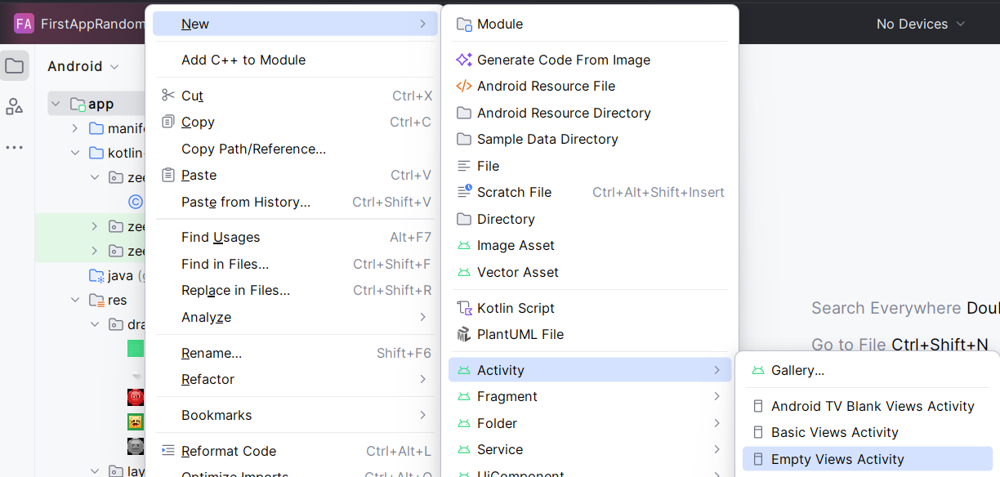 FA FirstAppRandom
No Devices
Android
app
manife
kotlin-
zee
C
zee
zee
java (g
res
dra
lay
New
Add C++ to Module
Cut Ctrl+X
Copy Ctrl+C
Copy Path/Reference...
Paste Ctrl+V
Paste from History... Ctrl+Shift+V
Find Usages Alt+F7
Find in Files... Ctrl+Shift+F
Replace in Files... Ctrl+Shift+R
Analyze
Rename... Shift+F6
Refactor
Bookmarks
Reformat Code Ctrl+Alt+L
Optimize Imports Ctrl+Alt+O
Module
Generate Code From Image
Android Resource File
Android Resource Directory
Sample Data Directory
File
Scratch File Ctrl+Alt+Shift+Insert
Directory
Image Asset
Vector Asset
Kotlin Script
PlantUML File
Activity
Fragment
Folder
Service
UiComponent
Search Everywhere Dou
Go to File Ctrl+Shift+N
Gallery...
Android TV Blank Views Activity
Basic Views Activity
Empty Views Activity